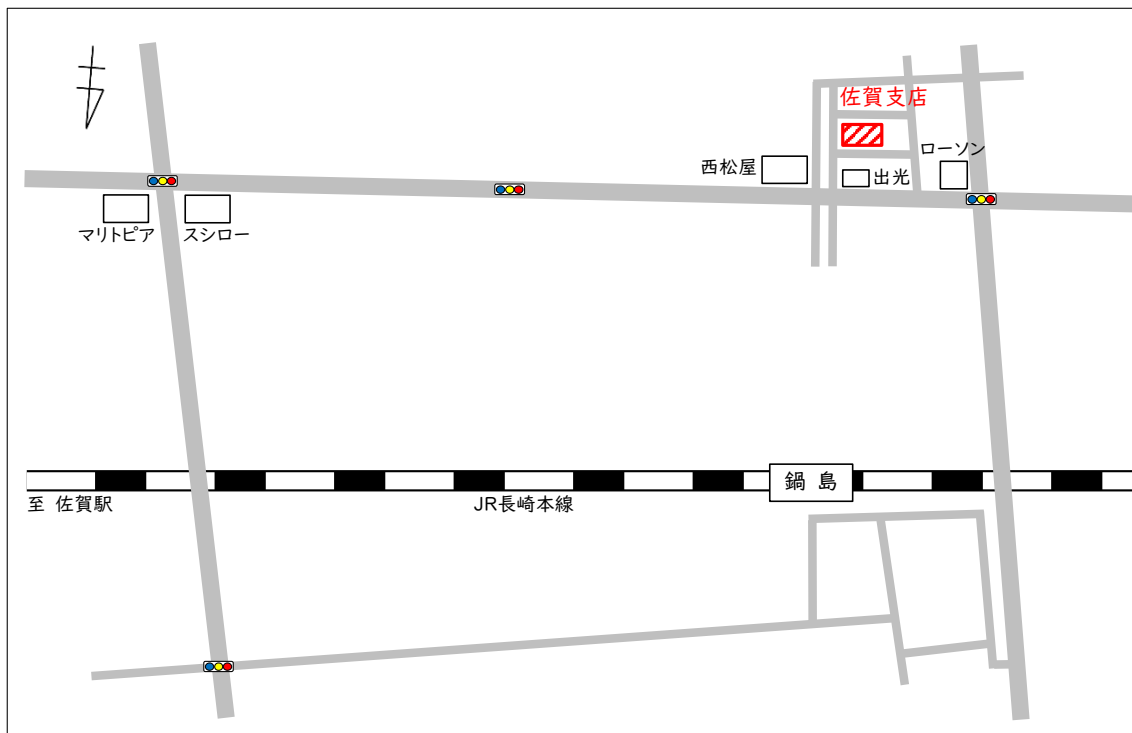 佐賀支店
ローソン
西松屋
出光
マリトピア
スシロー
鍋島
至 佐賀駅
JR長崎本線